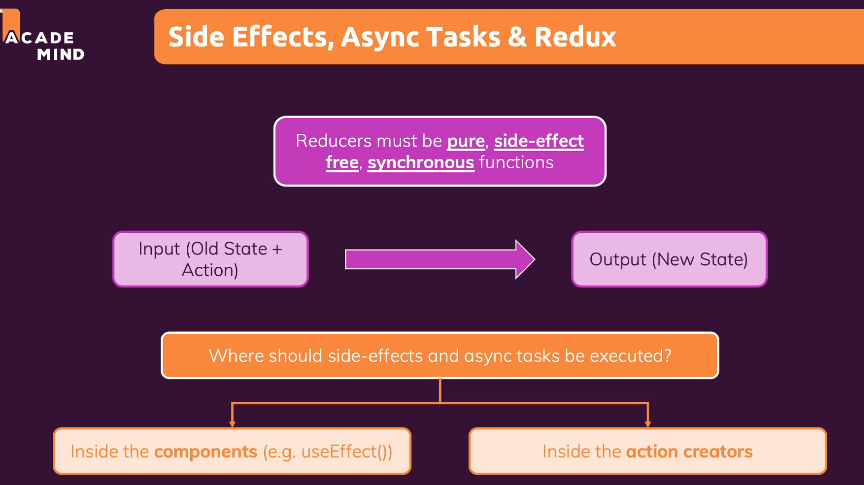 ACADE
MIND
Side Effects, Async Tasks & Redux
Reducers must be pure, side-effect
free, synchronous functions
Input (Old State +
Action)
Output (New State)
Where should side-effects and async tasks be executed?
Inside the components (e.g. useEffect())
Inside the action creators